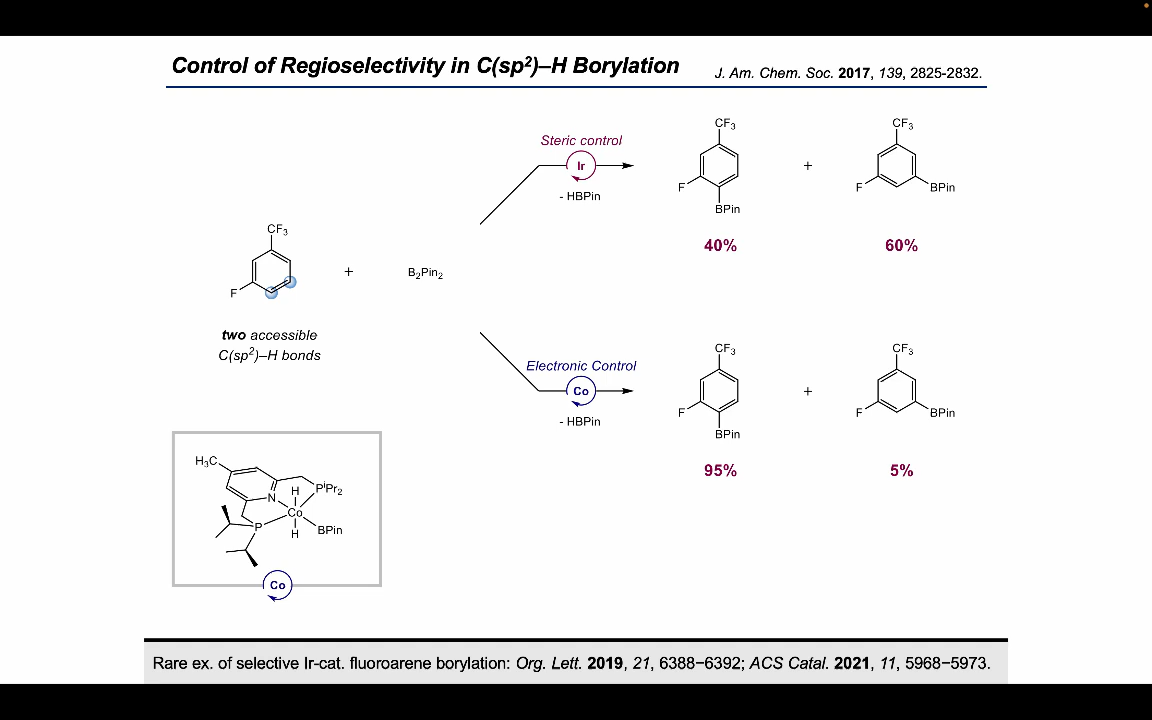 Control of Regioselectivity in C(sp²)–H Borylation
J. Am. Chem. Soc. 2017, 139, 2825-2832.
CF₃
F
two accessible
C(sp²)–H bonds
+
B₂Pin₂
Steric control
Ir
- HBPin
CF₃
F
BPin
40%
+
CF₃
F
BPin
60%
Electronic Control
Co
- HBPin
CF₃
F
BPin
95%
+
CF₃
F
BPin
5%
H₃C
N
H
PⁱPr₂
Co
P
H
BPin
Co
Rare ex. of selective Ir-cat. fluoroarene borylation: Org. Lett. 2019, 21, 6388−6392; ACS Catal. 2021, 11, 5968−5973.